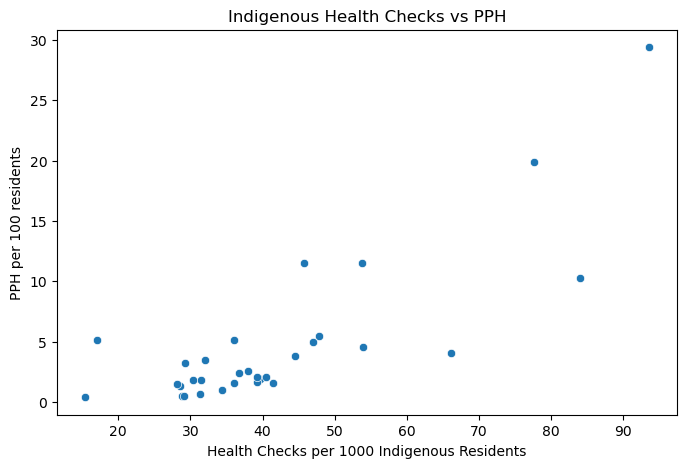 Indigenous Health Checks vs PPH
PPH per 100 residents
30
25
20
15
10
5
0
20 30 40 50 60 70 80 90
Health Checks per 1000 Indigenous Residents